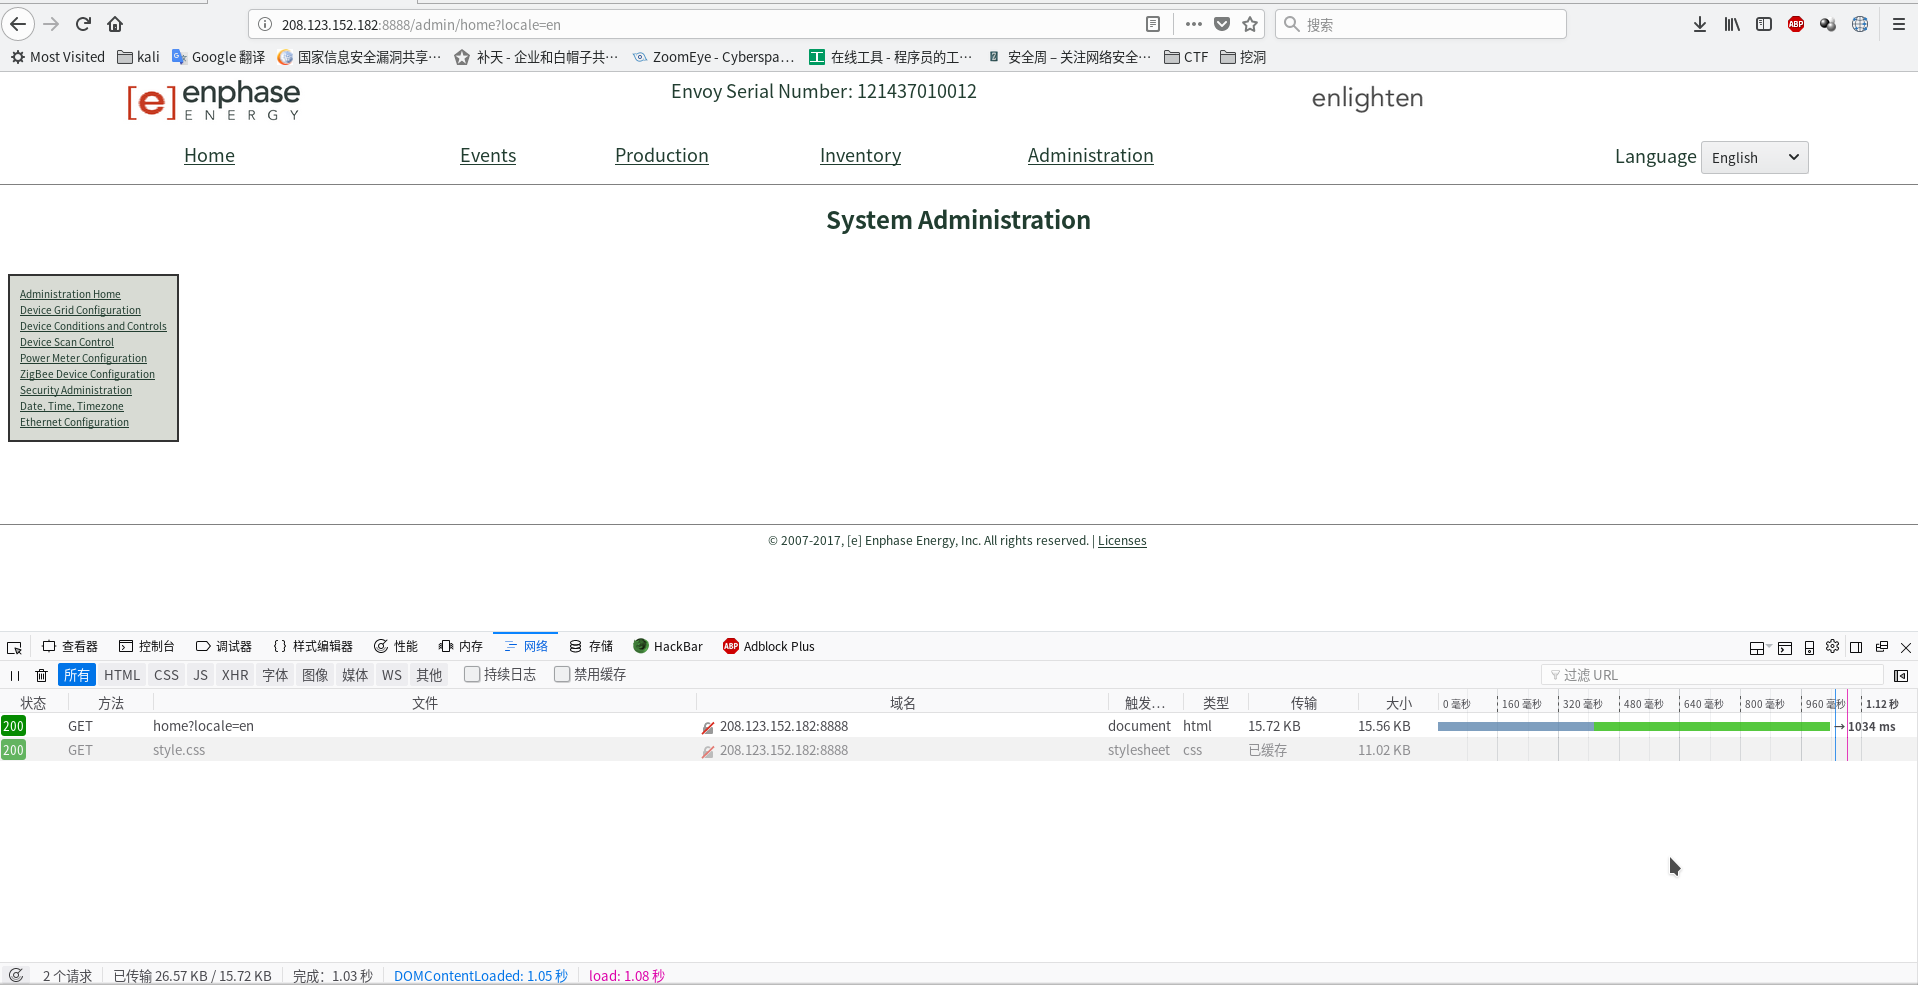 208.123.152.182:8888/admin/home?locale=en
搜索
ABP
Most Visited kali Google 翻译 国家信息安全漏洞共享… 补天 - 企业和白帽子共… ZoomEye - Cyberspa… 在线工具 - 程序员的工… 安全周 – 关注网络安全… CTF 挖洞
[e] enphase ENERGY
Envoy Serial Number: 121437010012
enlighten
Home Events Production Inventory Administration Language English
System Administration
Administration Home
Device Grid Configuration
Device Conditions and Controls
Device Scan Control
Power Meter Configuration
ZigBee Device Configuration
Security Administration
Date, Time, Timezone
Ethernet Configuration
© 2007-2017, [e] Enphase Energy, Inc. All rights reserved. | Licenses
查看器 控制台 调试器 {} 样式编辑器 性能 内存 网络 存储 HackBar ABP Adblock Plus
所有 HTML CSS JS XHR 字体 图像 媒体 WS 其他 持续日志 禁用缓存 过滤 URL
状态 方法 文件 域名 触发… 类型 传输 大小 0 毫秒 160 毫秒 320 毫秒 480 毫秒 640 毫秒 800 毫秒 960 毫秒 1.12 秒
200 GET home?locale=en 208.123.152.182:8888 document html 15.72 KB 15.56 KB → 1034 ms
200 GET style.css 208.123.152.182:8888 stylesheet css 已缓存 11.02 KB
2 个请求 已传输 26.57 KB / 15.72 KB 完成：1.03 秒 DOMContentLoaded: 1.05 秒 load: 1.08 秒